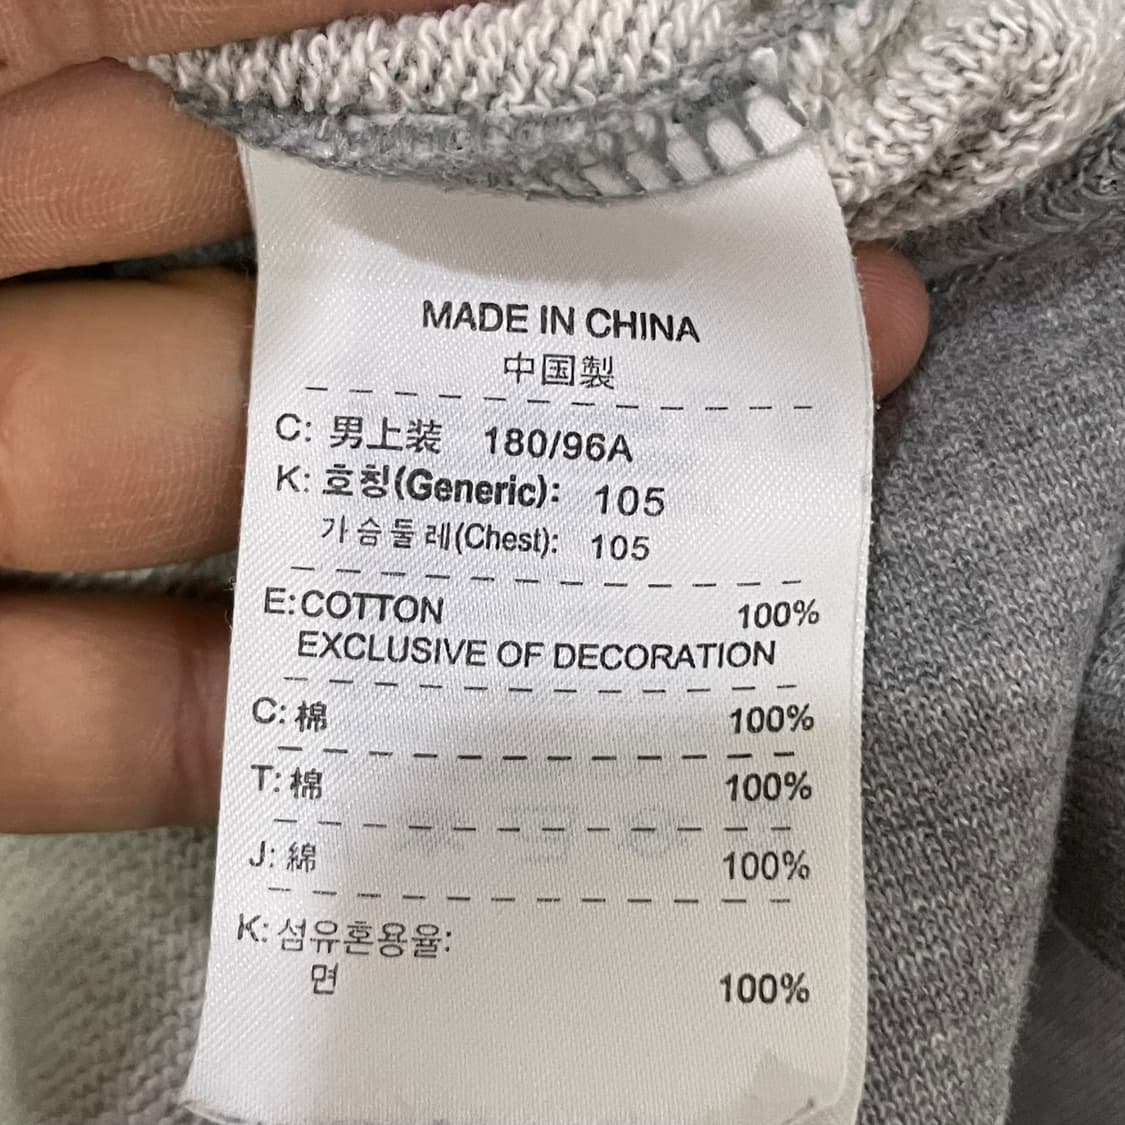 MADE IN CHINA
中国製
C: 男上装 180/96A
K: 호칭(Generic): 105
가슴둘레(Chest): 105
E:COTTON 100%
EXCLUSIVE OF DECORATION
C: 棉 100%
T: 棉 100%
J: 綿 100%
K: 섬유혼용율:
면 100%